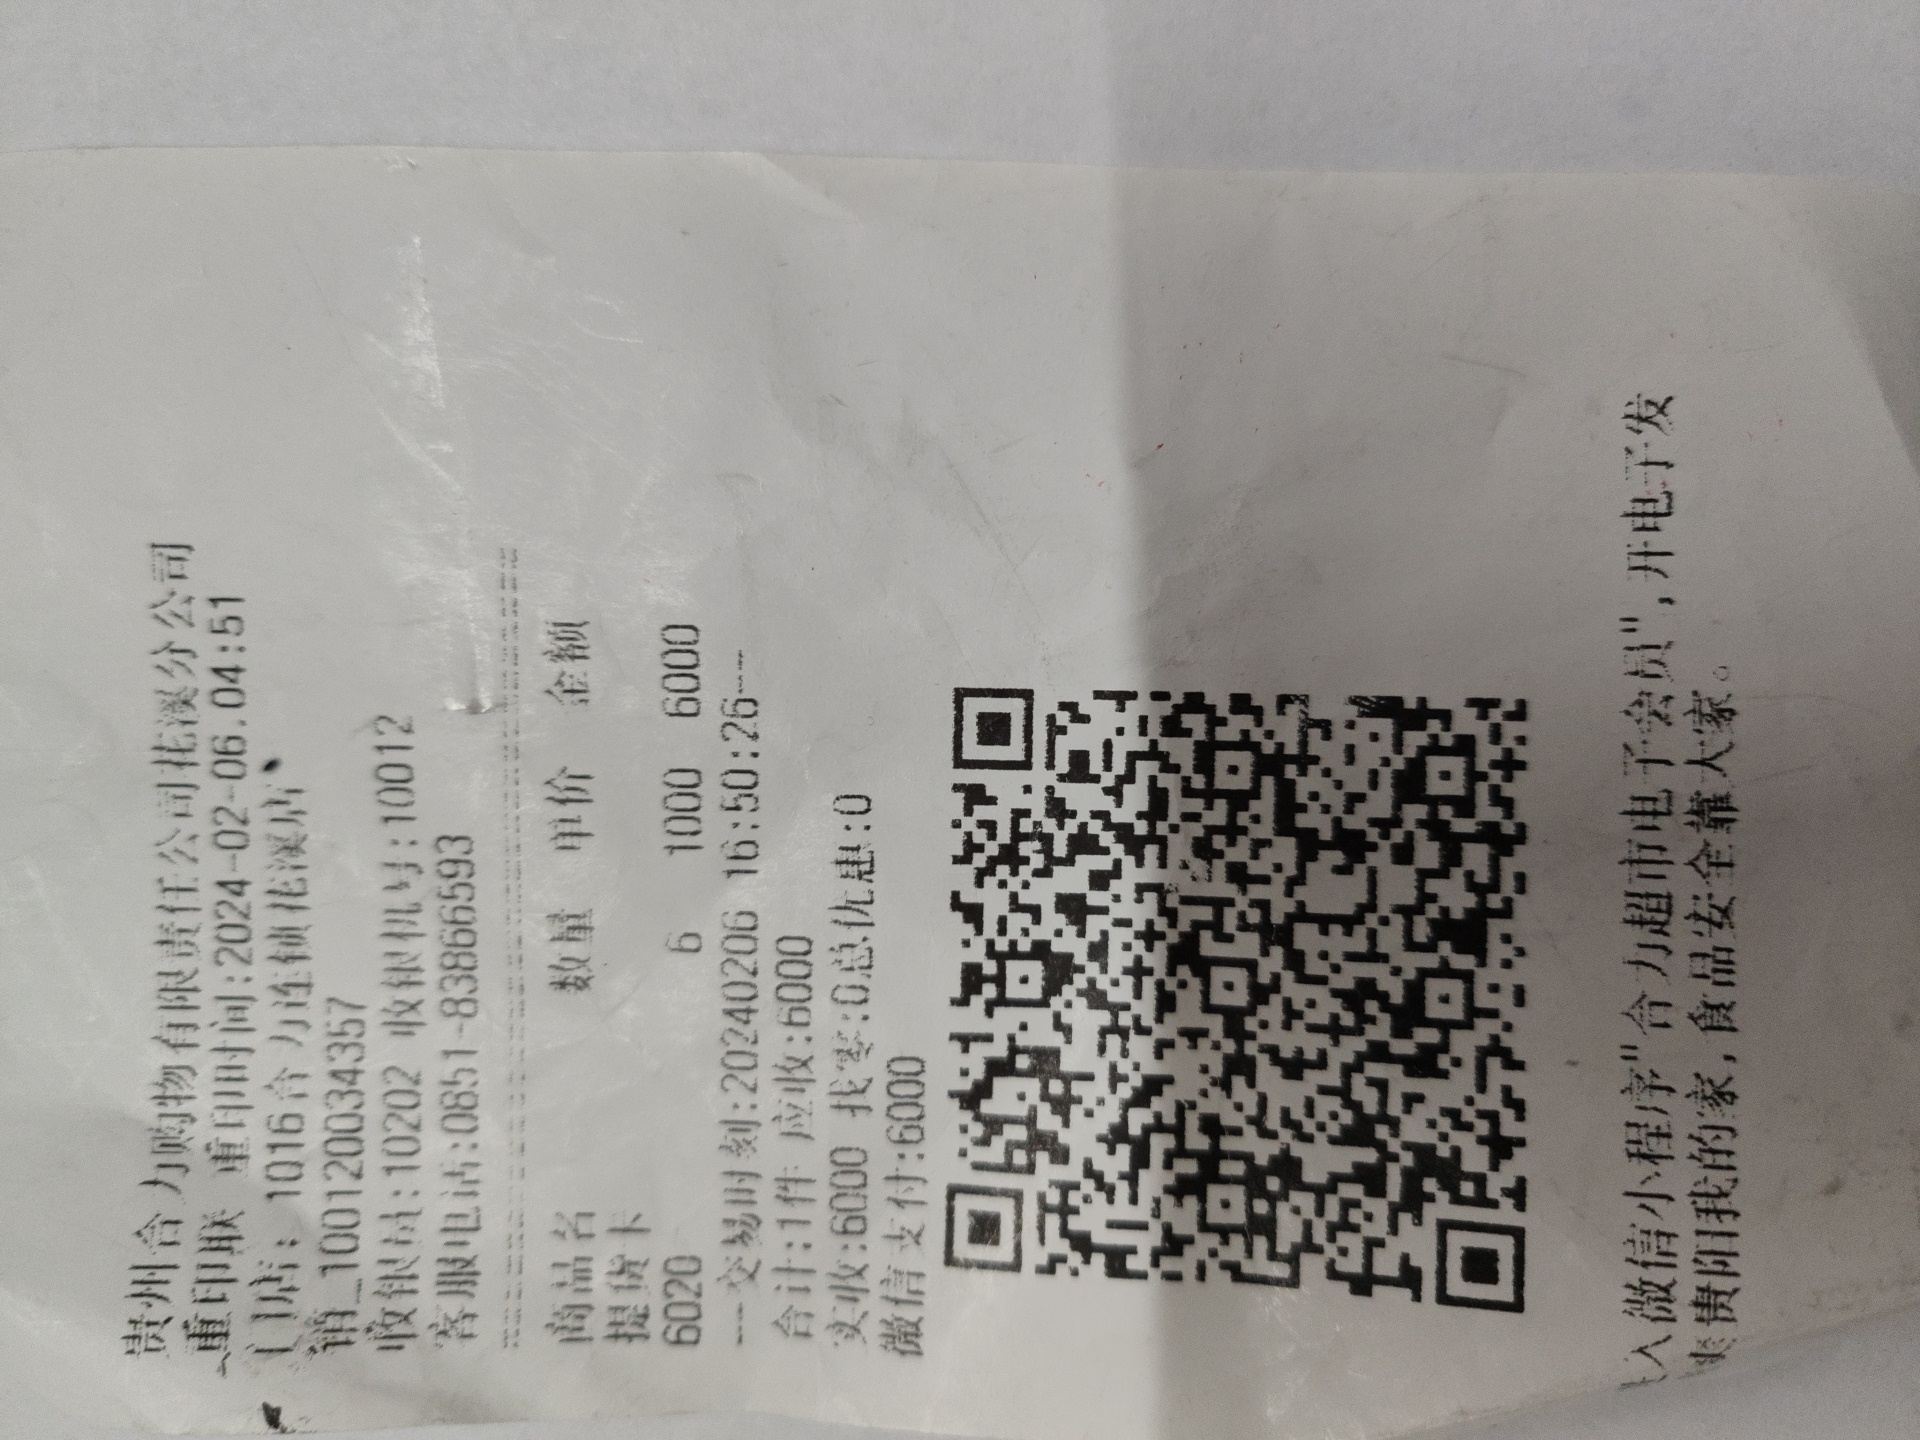 贵州合力购物有限责任公司花溪分公司
重印联 重印时间:2024-02-06.04:51
门店: 1016合力连锁花溪店
销_100120034357
收银员:10202 收银机号:10012
客服电话:0851-83866593
商品名 数量 单价 金额
提货卡
6020 6 1000 6000
---交易时刻:20240206 16:50:26---
合计:1件 应收:6000
实收:6000 找零:0总优惠:0
微信支付:6000
入微信小程序"合力超市电子会员",开电子发
爽贵阳我的家,食品安全靠大家。